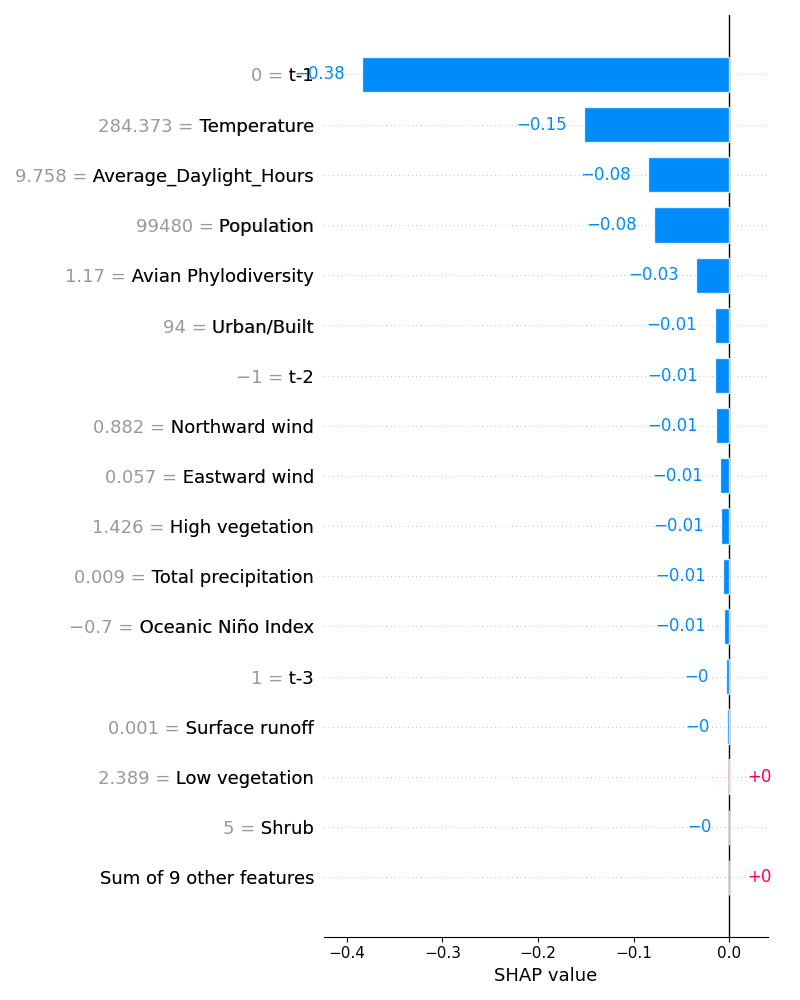 0 = t-1 −0.38
284.373 = Temperature −0.15
9.758 = Average_Daylight_Hours −0.08
99480 = Population −0.08
1.17 = Avian Phylodiversity −0.03
94 = Urban/Built −0.01
−1 = t-2 −0.01
0.882 = Northward wind −0.01
0.057 = Eastward wind −0.01
1.426 = High vegetation −0.01
0.009 = Total precipitation −0.01
−0.7 = Oceanic Niño Index −0.01
1 = t-3 −0
0.001 = Surface runoff −0
2.389 = Low vegetation +0
5 = Shrub −0
Sum of 9 other features +0
−0.4 −0.3 −0.2 −0.1 0.0
SHAP value